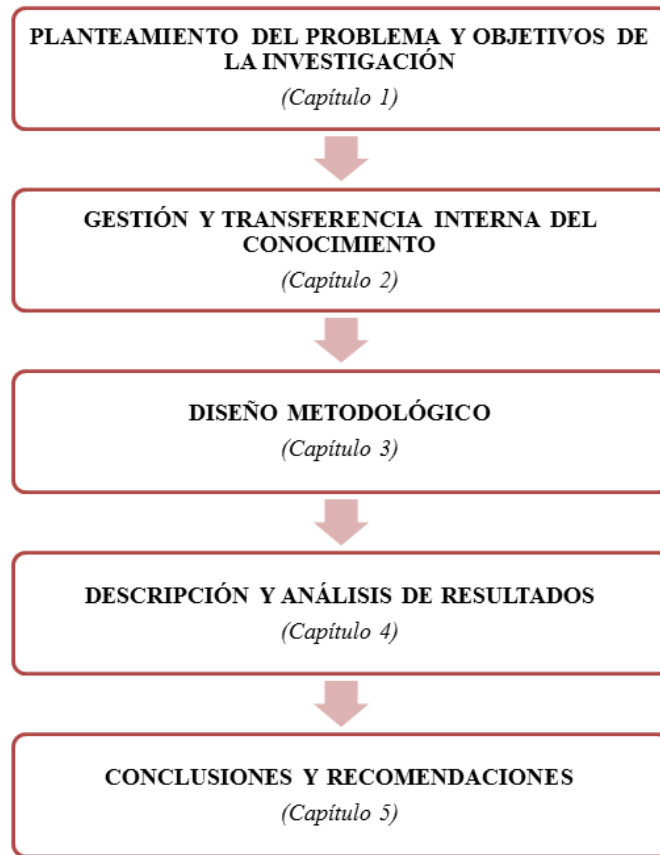 PLANTEAMIENTO DEL PROBLEMA Y OBJETIVOS DE
LA INVESTIGACIÓN
(Capítulo 1)
GESTIÓN Y TRANSFERENCIA INTERNA DEL
CONOCIMIENTO
(Capítulo 2)
DISEÑO METODOLÓGICO
(Capítulo 3)
DESCRIPCIÓN Y ANÁLISIS DE RESULTADOS
(Capítulo 4)
CONCLUSIONES Y RECOMENDACIONES
(Capítulo 5)